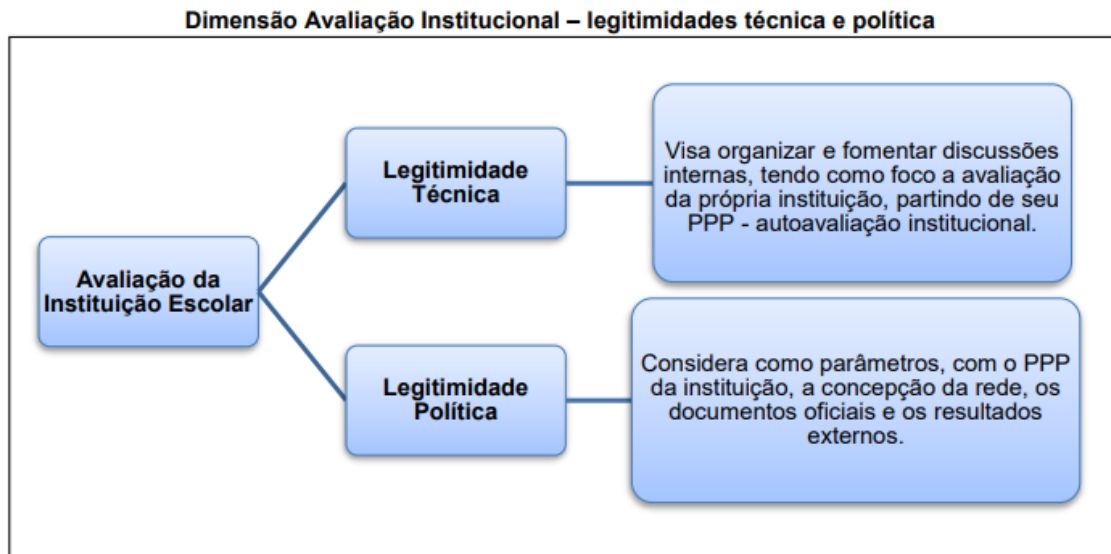 Dimensão Avaliação Institucional – legitimidades técnica e política
Avaliação da
Instituição Escolar
Legitimidade
Técnica
Visa organizar e fomentar discussões
internas, tendo como foco a avaliação
da própria instituição, partindo de seu
PPP - autoavaliação institucional.
Legitimidade
Política
Considera como parâmetros, com o PPP
da instituição, a concepção da rede, os
documentos oficiais e os resultados
externos.